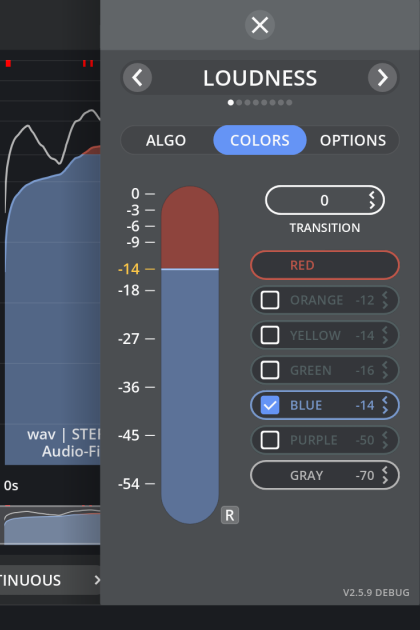 LOUDNESS
ALGO COLORS OPTIONS
0
-3
-6
-9
-14
-18
-27
-36
-45
-54
0
TRANSITION
RED
ORANGE -12
YELLOW -14
GREEN -16
BLUE -14
PURPLE -50
GRAY -70
R
wav | STE
Audio-Fi
0s
TINUOUS
V2.5.9 DEBUG